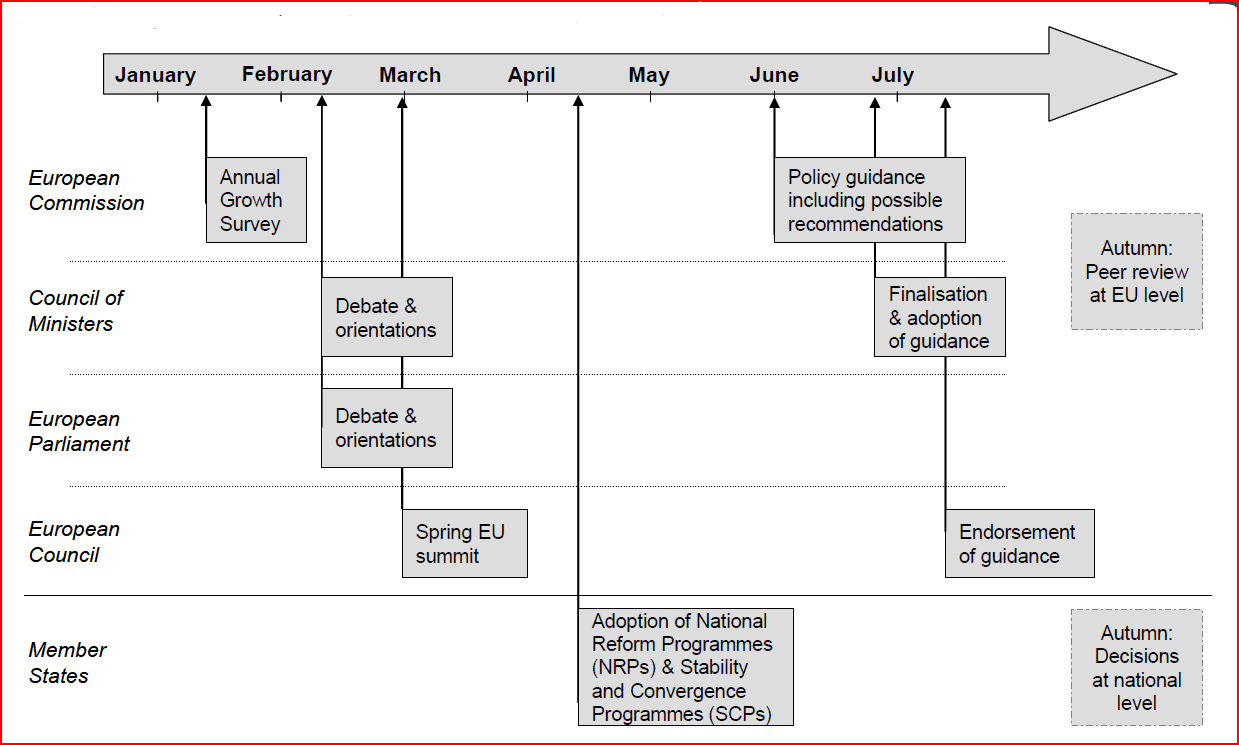 January February March April May June July
European
Commission
Annual
Growth
Survey
Policy guidance
including possible
recommendations
Autumn:
Peer review
at EU level
Council of
Ministers
Debate &
orientations
Finalisation
& adoption
of guidance
European
Parliament
Debate &
orientations
European
Council
Spring EU
summit
Endorsement
of guidance
Member
States
Adoption of National
Reform Programmes
(NRPs) & Stability
and Convergence
Programmes (SCPs)
Autumn:
Decisions
at national
level